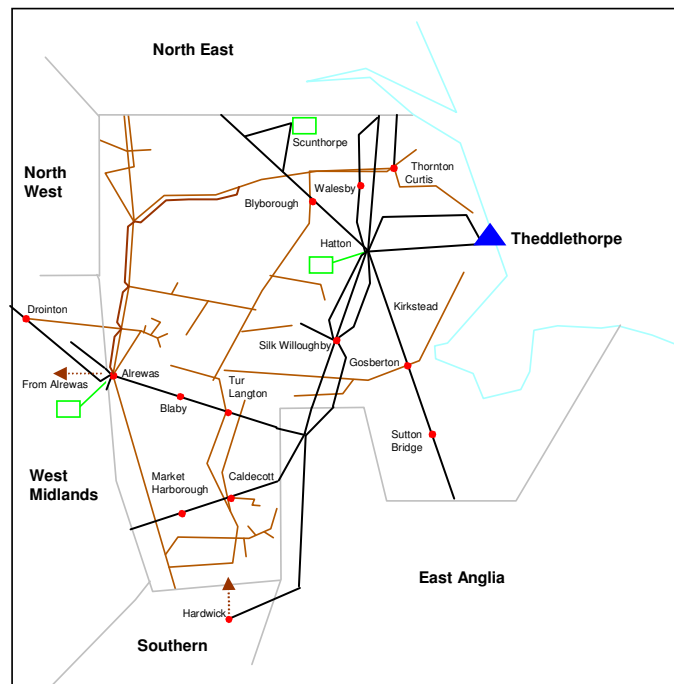 North East
Scunthorpe
North
West
Thornton
Curtis
Walesby
Blyborough
Theddlethorpe
Hatton
Drointon
Kirkstead
Silk Willoughby
Gosberton
From Alrewas
Alrewas
Tur
Langton
Blaby
Sutton
Bridge
West
Midlands
Market
Harborough
Caldecott
East Anglia
Hardwick
Southern